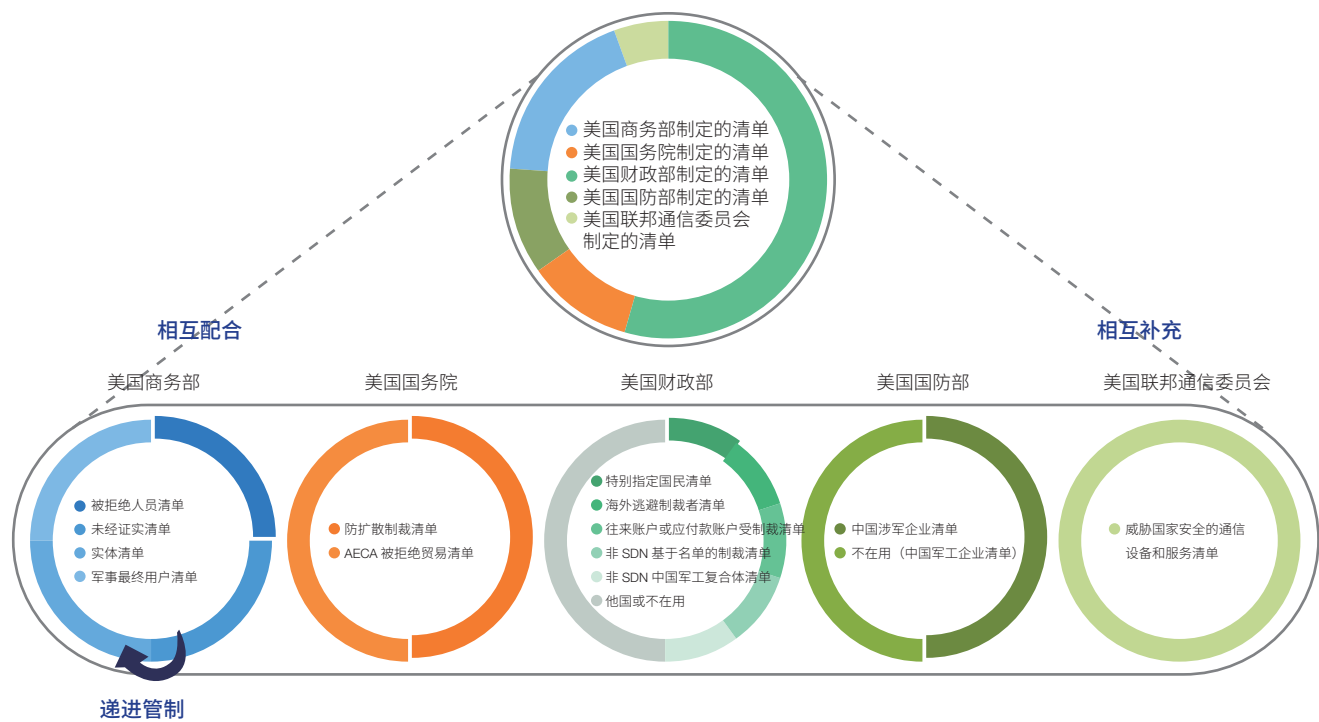 美国商务部制定的清单
美国国务院制定的清单
美国财政部制定的清单
美国国防部制定的清单
美国联邦通信委员会
制定的清单
相互配合
相互补充
美国商务部
美国国务院
美国财政部
美国国防部
美国联邦通信委员会
被拒绝人员清单
未经证实清单
实体清单
军事最终用户清单
防扩散制裁清单
AECA 被拒绝贸易清单
特别指定国民清单
海外逃避制裁者清单
往来账户或应付款账户受制裁清单
非 SDN 基于名单的制裁清单
非 SDN 中国军工复合体清单
他国或不在用
中国涉军企业清单
不在用（中国军工企业清单）
威胁国家安全的通信
设备和服务清单
递进管制